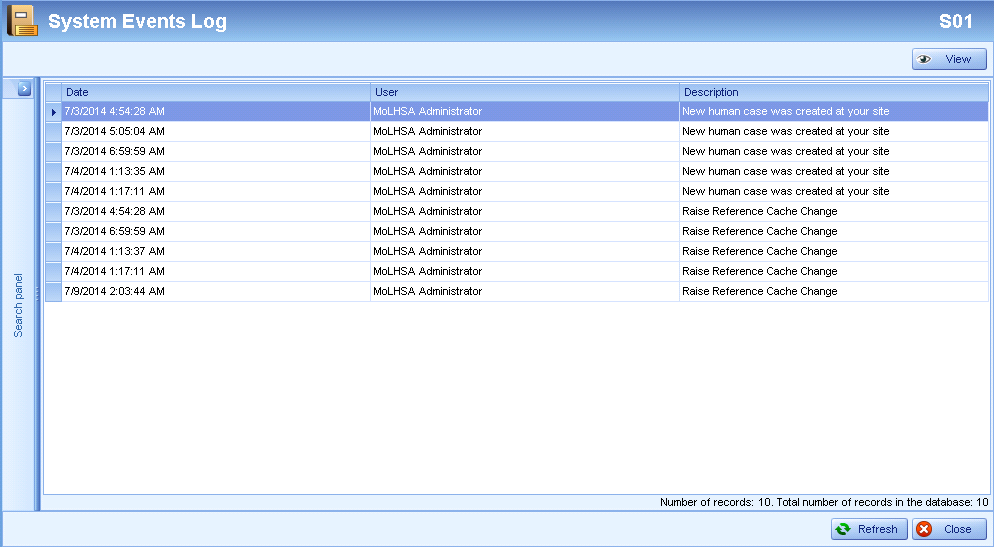 System Events Log S01
View
Date User Description
7/3/2014 4:54:28 AM MoLHSA Administrator New human case was created at your site
7/3/2014 5:05:04 AM MoLHSA Administrator New human case was created at your site
7/3/2014 6:59:59 AM MoLHSA Administrator New human case was created at your site
7/4/2014 1:13:35 AM MoLHSA Administrator New human case was created at your site
7/4/2014 1:17:11 AM MoLHSA Administrator New human case was created at your site
7/3/2014 4:54:28 AM MoLHSA Administrator Raise Reference Cache Change
7/3/2014 6:59:59 AM MoLHSA Administrator Raise Reference Cache Change
7/4/2014 1:13:37 AM MoLHSA Administrator Raise Reference Cache Change
7/4/2014 1:17:11 AM MoLHSA Administrator Raise Reference Cache Change
7/9/2014 2:03:44 AM MoLHSA Administrator Raise Reference Cache Change
Search panel
Number of records: 10. Total number of records in the database: 10
Refresh Close